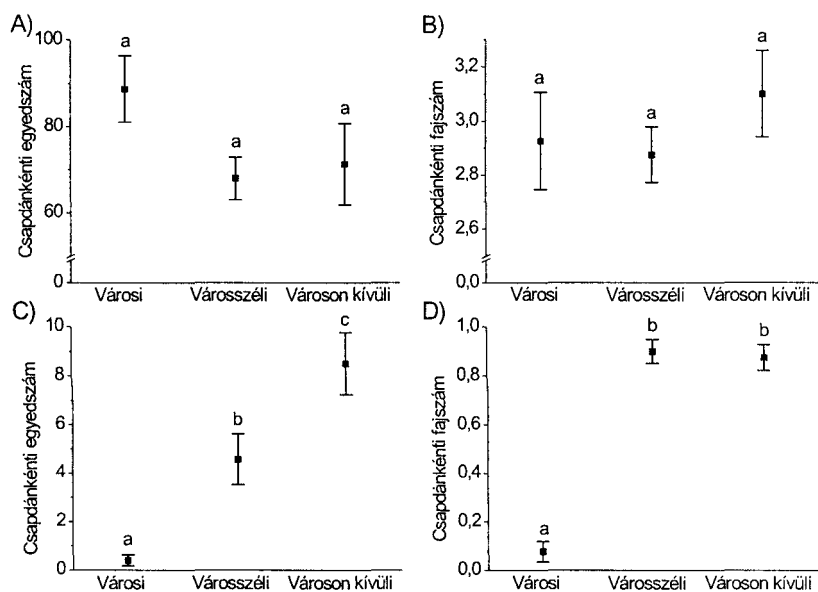 A)
Csapdánkénti egyedszám
100
80
60
0
a
a
a
Városi Városszéli Városon kívüli
B)
Csapdánkénti fajszám
3,2
3,0
2,8
2,6
0,0
a
a
a
Városi Városszéli Városon kívüli
C)
Csapdánkénti egyedszám
10
8
6
4
2
0
a
b
c
Városi Városszéli Városon kívüli
D)
Csapdánkénti fajszám
1,0
0,8
0,6
0,4
0,2
0,0
a
b
b
Városi Városszéli Városon kívüli